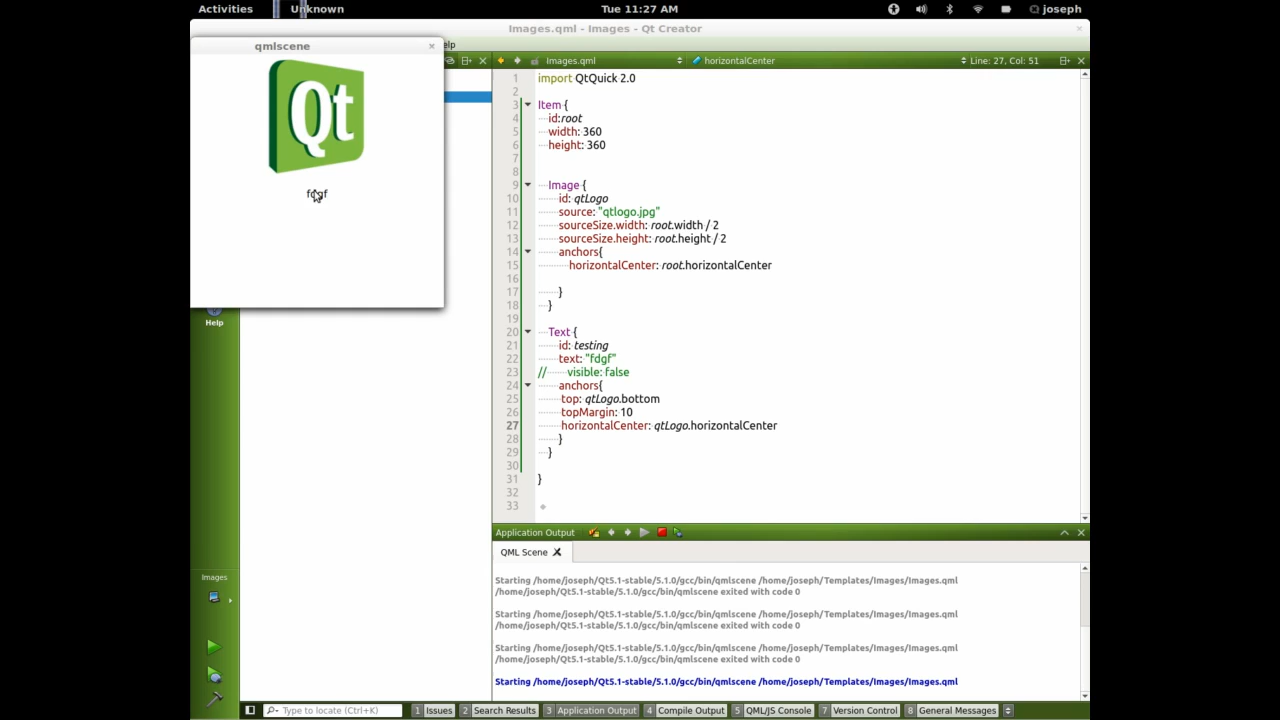 Activities Unknown Tue 11:27 AM joseph
Images.qml - Images - Qt Creator
qmlscene
elp
Images.qml horizontalCenter Line: 27, Col: 51
Qt
fdgf
1 import QtQuick 2.0
2
3 Item {
4 id:root
5 width: 360
6 height: 360
7
8
9 Image {
10 id: qtLogo
11 source: "qtlogo.jpg"
12 sourceSize.width: root.width / 2
13 sourceSize.height: root.height / 2
14 anchors{
15 horizontalCenter: root.horizontalCenter
16
17 }
18 }
19
20 Text {
21 id: testing
22 text: "fdgf"
23 // visible: false
24 anchors{
25 top: qtLogo.bottom
26 topMargin: 10
27 horizontalCenter: qtLogo.horizontalCenter
28 }
29 }
30
31 }
32
33
Help
Images
Application Output
QML Scene
Starting /home/joseph/Qt5.1-stable/5.1.0/gcc/bin/qmlscene /home/joseph/Templates/Images/Images.qml
/home/joseph/Qt5.1-stable/5.1.0/gcc/bin/qmlscene exited with code 0
Starting /home/joseph/Qt5.1-stable/5.1.0/gcc/bin/qmlscene /home/joseph/Templates/Images/Images.qml
/home/joseph/Qt5.1-stable/5.1.0/gcc/bin/qmlscene exited with code 0
Starting /home/joseph/Qt5.1-stable/5.1.0/gcc/bin/qmlscene /home/joseph/Templates/Images/Images.qml
/home/joseph/Qt5.1-stable/5.1.0/gcc/bin/qmlscene exited with code 0
Starting /home/joseph/Qt5.1-stable/5.1.0/gcc/bin/qmlscene /home/joseph/Templates/Images/Images.qml
Type to locate (Ctrl+K) 1 Issues 2 Search Results 3 Application Output 4 Compile Output 5 QML/JS Console 7 Version Control 8 General Messages